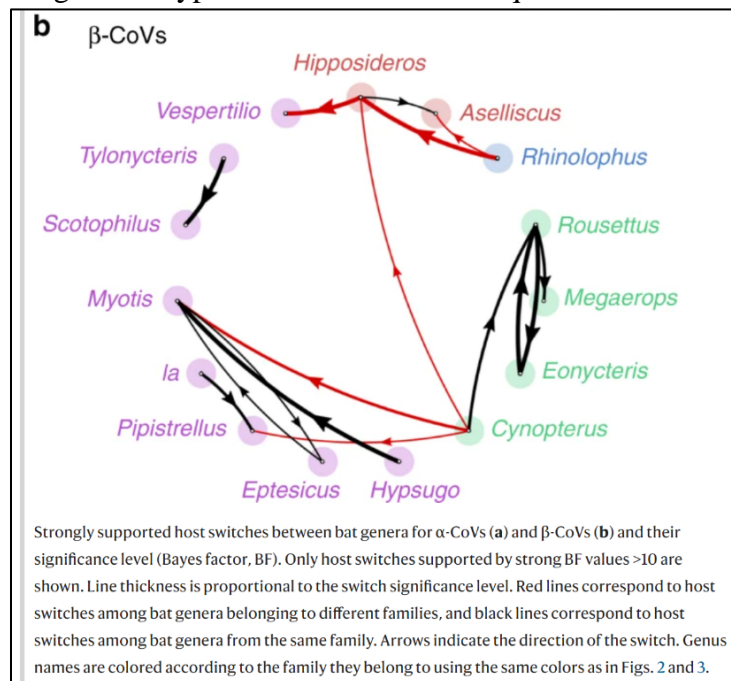 b β-CoVs
Hipposideros
Vespertilio
Aselliscus
Tylonycteris
Rhinolophus
Scotophilus
Rousettus
Myotis
Megaerops
Ia
Eonycteris
Pipistrellus
Cynopterus
Eptesicus Hypsugo
Strongly supported host switches between bat genera for α-CoVs (a) and β-CoVs (b) and their
significance level (Bayes factor, BF). Only host switches supported by strong BF values >10 are
shown. Line thickness is proportional to the switch significance level. Red lines correspond to host
switches among bat genera belonging to different families, and black lines correspond to host
switches among bat genera from the same family. Arrows indicate the direction of the switch. Genus
names are colored according to the family they belong to using the same colors as in Figs. 2 and 3.